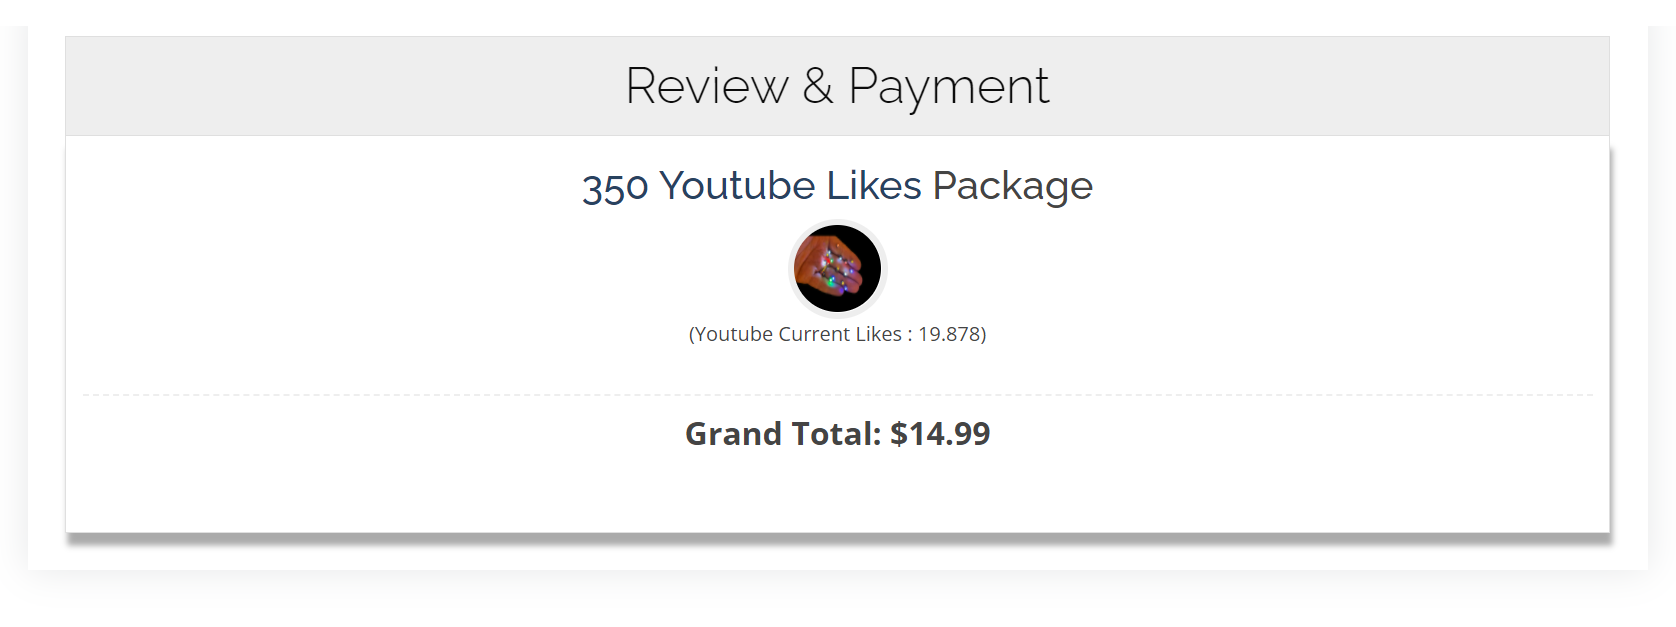 Review & Payment
350 Youtube Likes Package
(Youtube Current Likes : 19.878)
Grand Total: $14.99